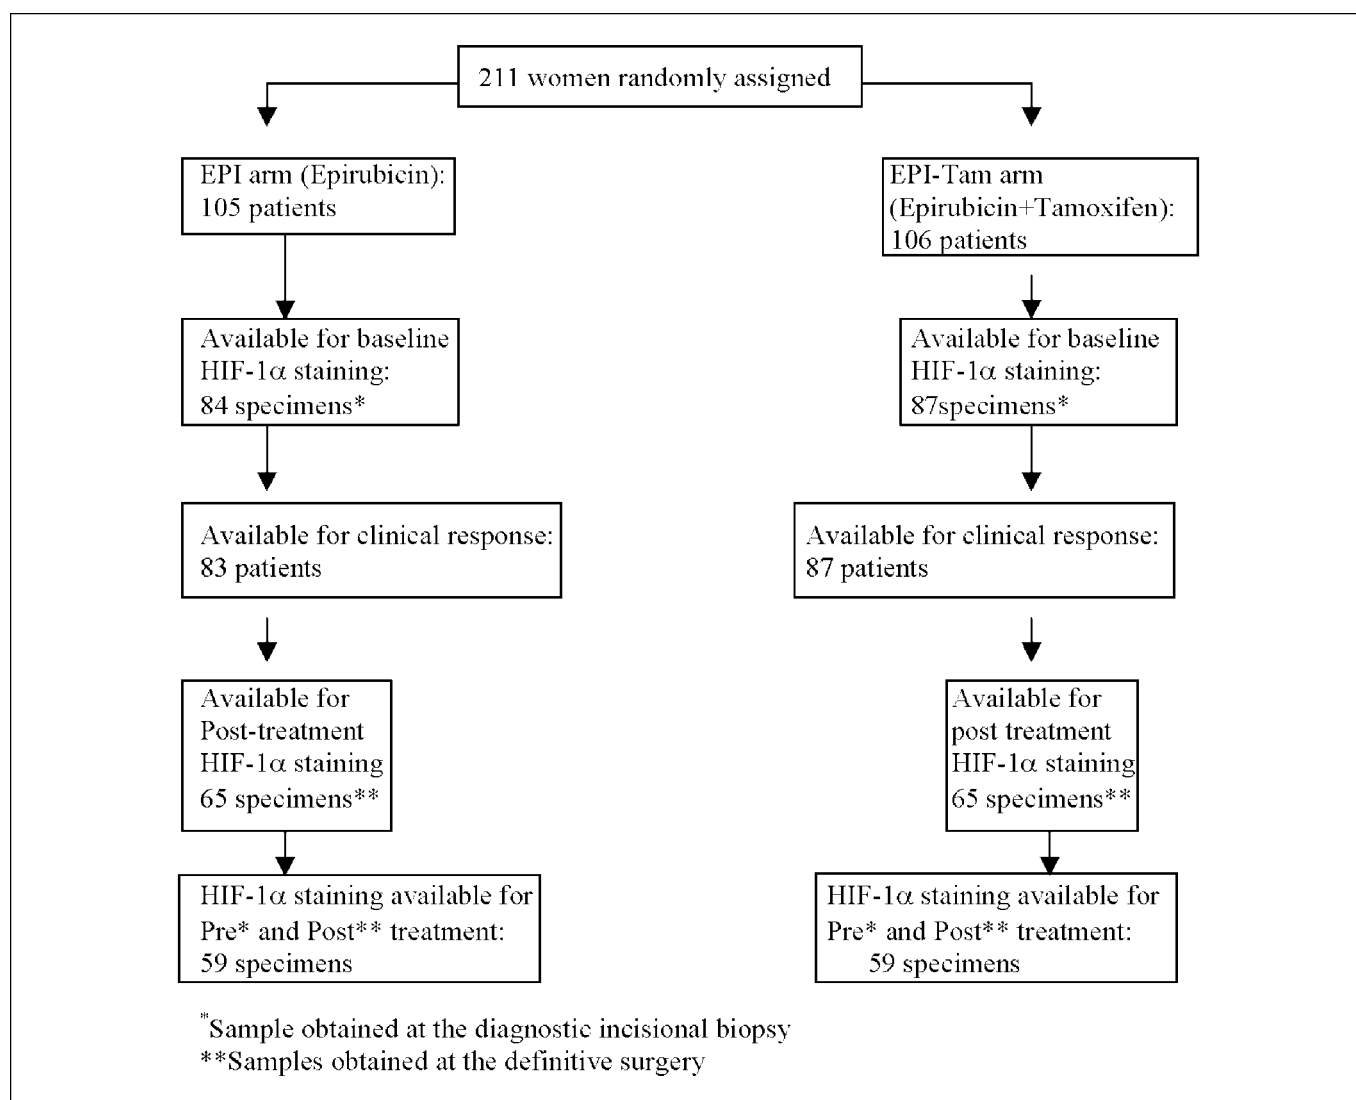 211 women randomly assigned
EPI arm (Epirubicin):
105 patients
EPI-Tam arm
(Epirubicin+Tamoxifen):
106 patients
Available for baseline
HIF-1α staining:
84 specimens*
Available for baseline
HIF-1α staining:
87specimens*
Available for clinical response:
83 patients
Available for clinical response:
87 patients
Available for
Post-treatment
HIF-1α staining
65 specimens**
Available for
post treatment
HIF-1α staining
65 specimens**
HIF-1α staining available for
Pre* and Post** treatment:
59 specimens
HIF-1α staining available for
Pre* and Post** treatment:
59 specimens
*Sample obtained at the diagnostic incisional biopsy
**Samples obtained at the definitive surgery